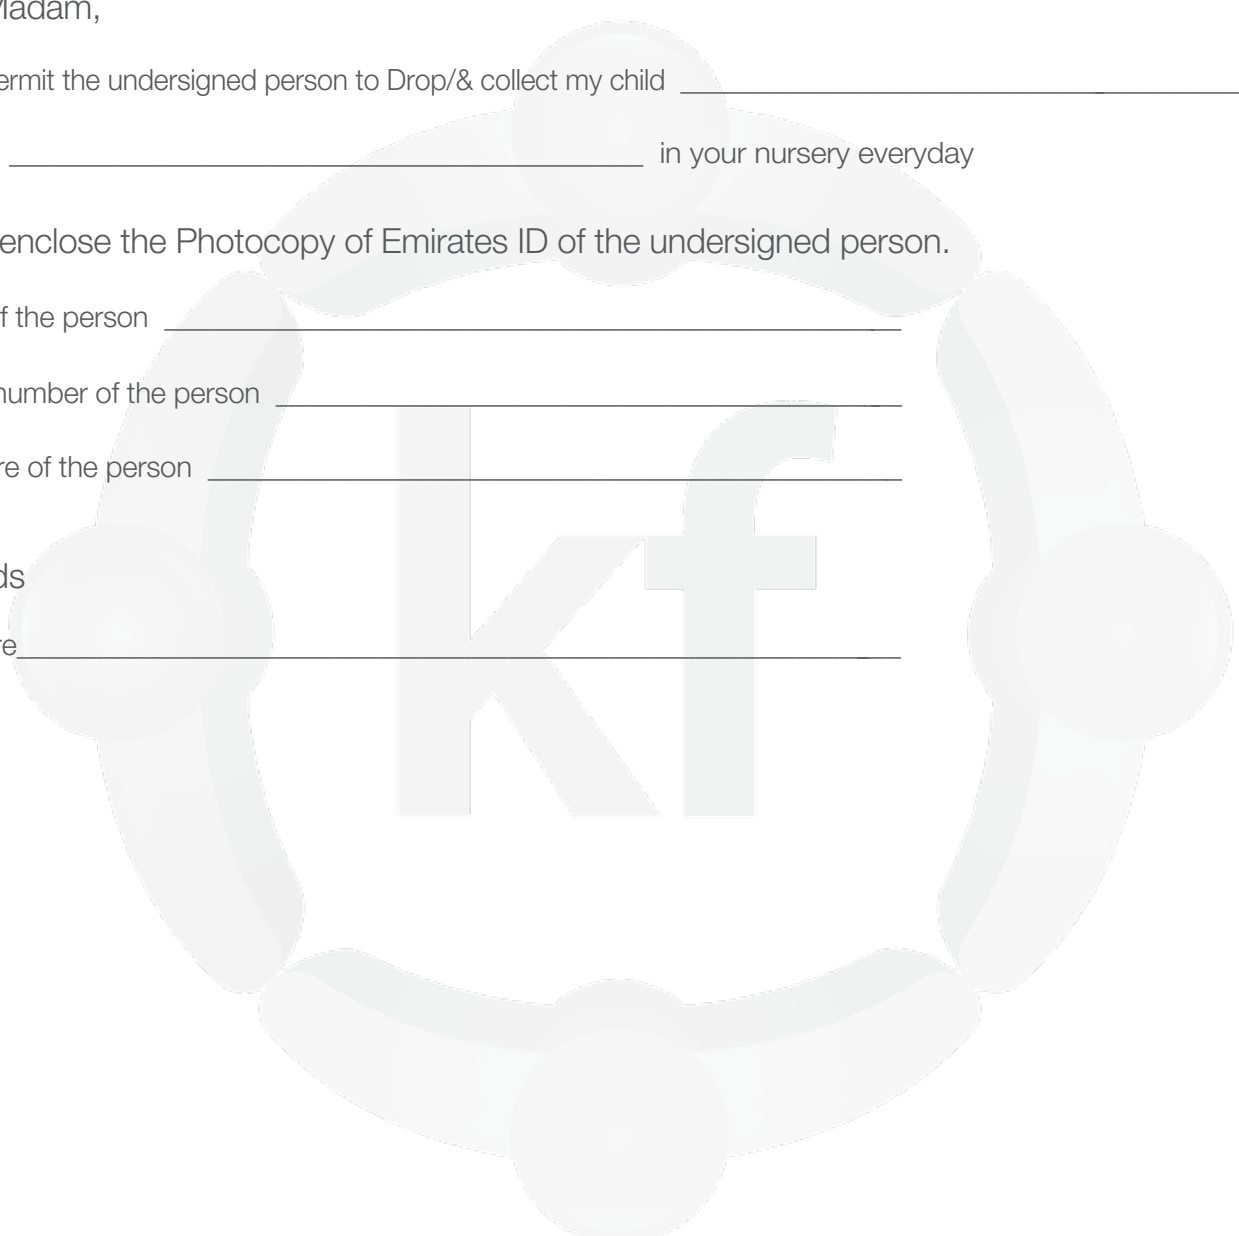 Madam,
ermit the undersigned person to Drop/& collect my child
in your nursery everyday
enclose the Photocopy of Emirates ID of the undersigned person.
f the person
number of the person
re of the person
ds
re
kf